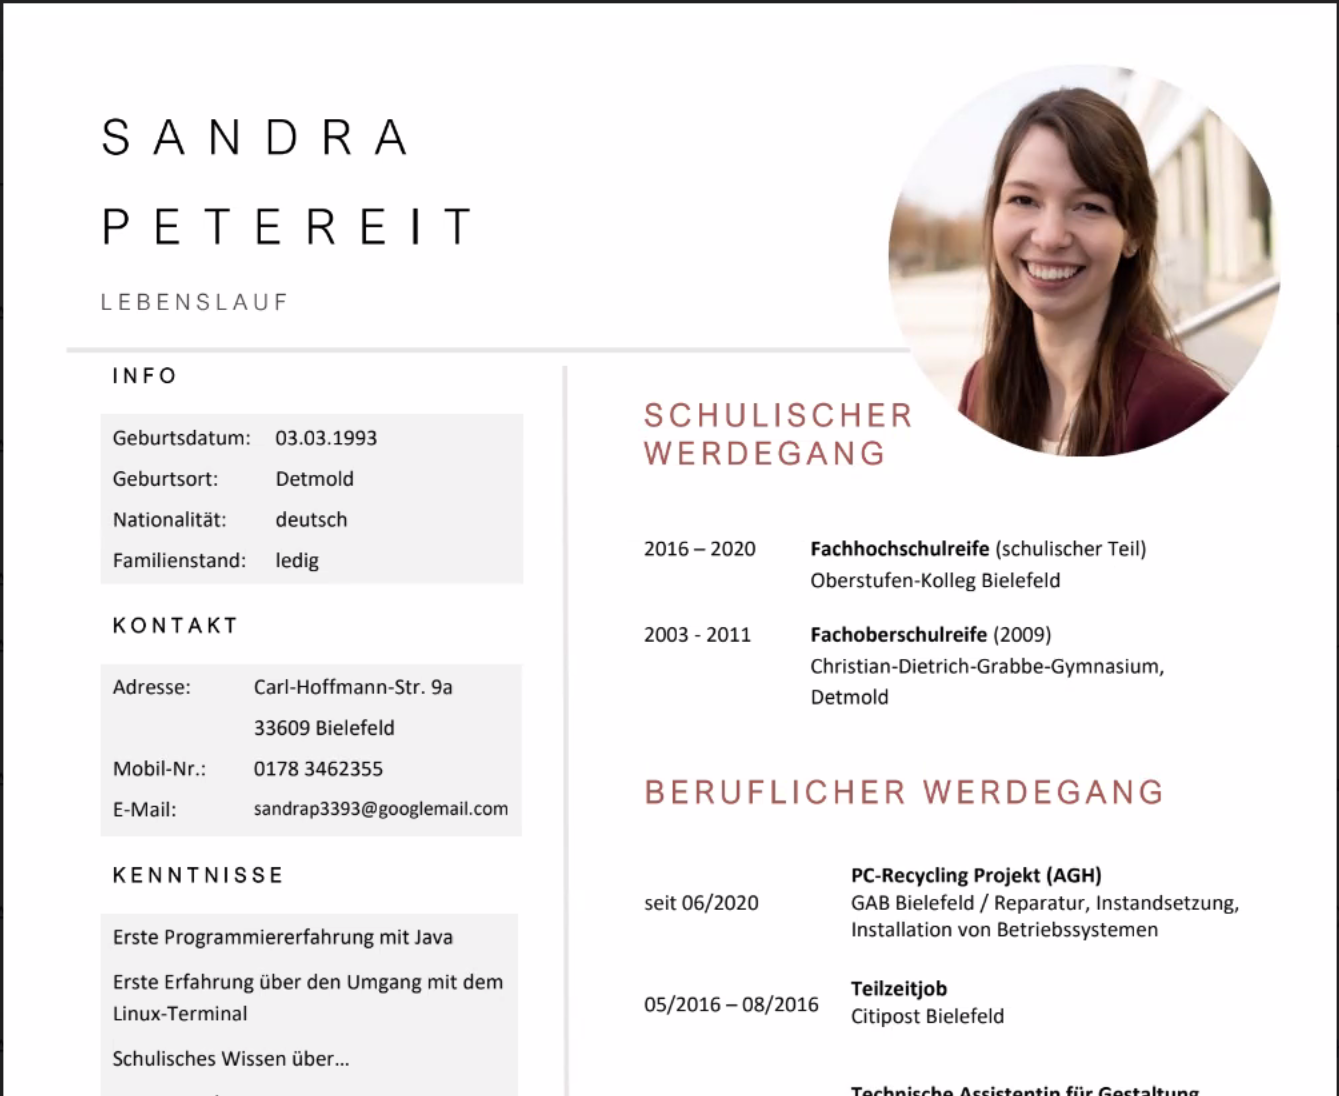 SANDRA
PETEREIT
LEBENSLAUF
INFO
Geburtsdatum: 03.03.1993
Geburtsort: Detmold
Nationalität: deutsch
Familienstand: ledig
KONTAKT
Adresse: Carl-Hoffmann-Str. 9a
33609 Bielefeld
Mobil-Nr.: 0178 3462355
E-Mail: sandrap3393@googlemail.com
KENNTNISSE
Erste Programmiererfahrung mit Java
Erste Erfahrung über den Umgang mit dem
Linux-Terminal
Schulisches Wissen über...
SCHULISCHER
WERDEGANG
2016 – 2020 Fachhochschulreife (schulischer Teil)
Oberstufen-Kolleg Bielefeld
2003 - 2011 Fachoberschulreife (2009)
Christian-Dietrich-Grabbe-Gymnasium,
Detmold
BERUFLICHER WERDEGANG
PC-Recycling Projekt (AGH)
seit 06/2020 GAB Bielefeld / Reparatur, Instandsetzung,
Installation von Betriebssystemen
Teilzeitjob
05/2016 – 08/2016 Citipost Bielefeld
Technische Assistentin für Gestaltung